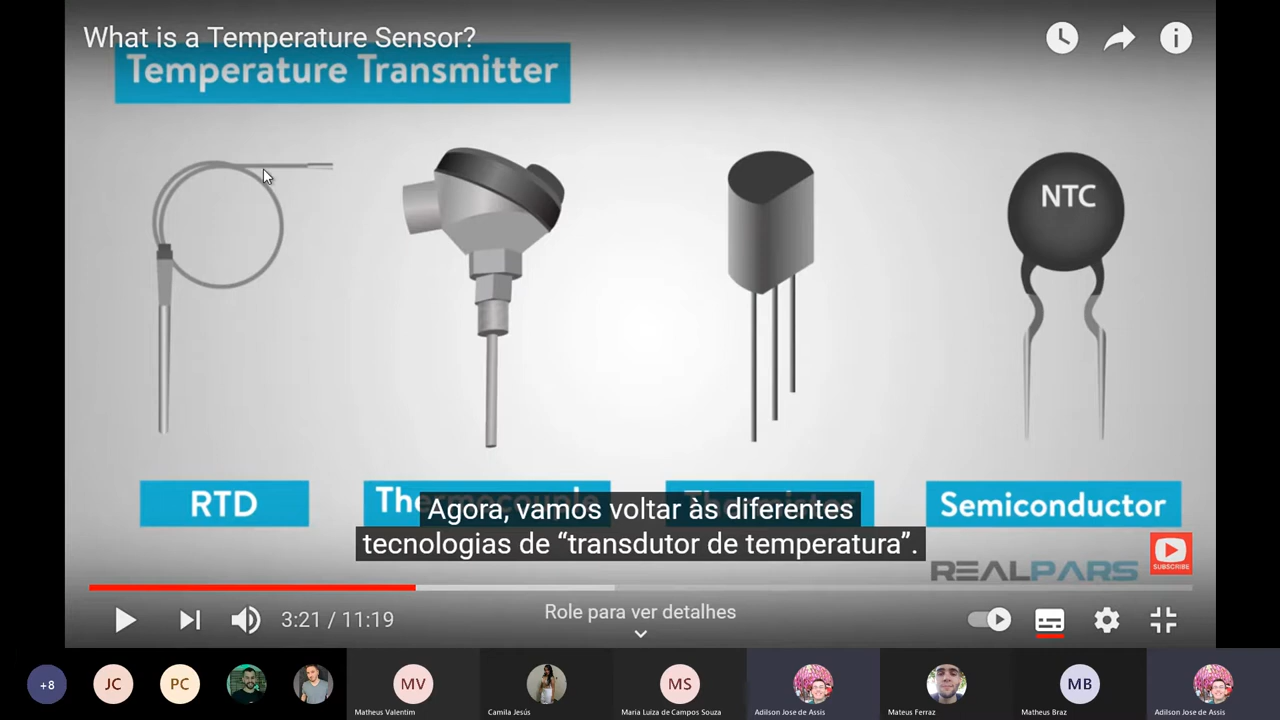 What is a Temperature Sensor?
Temperature Transmitter
NTC
RTD
Thermocouple
Thermistor
Semiconductor
Agora, vamos voltar às diferentes
tecnologias de “transdutor de temperatura”.
REALPARS
SUBSCRIBE
3:21 / 11:19
Role para ver detalhes
+8
JC
PC
MV
MS
MB
Matheus Valentim
Camila Jesús
Maria Luiza de Campos Souza
Adilson Jose de Assis
Mateus Ferraz
Matheus Braz
Adilson Jose de Assis